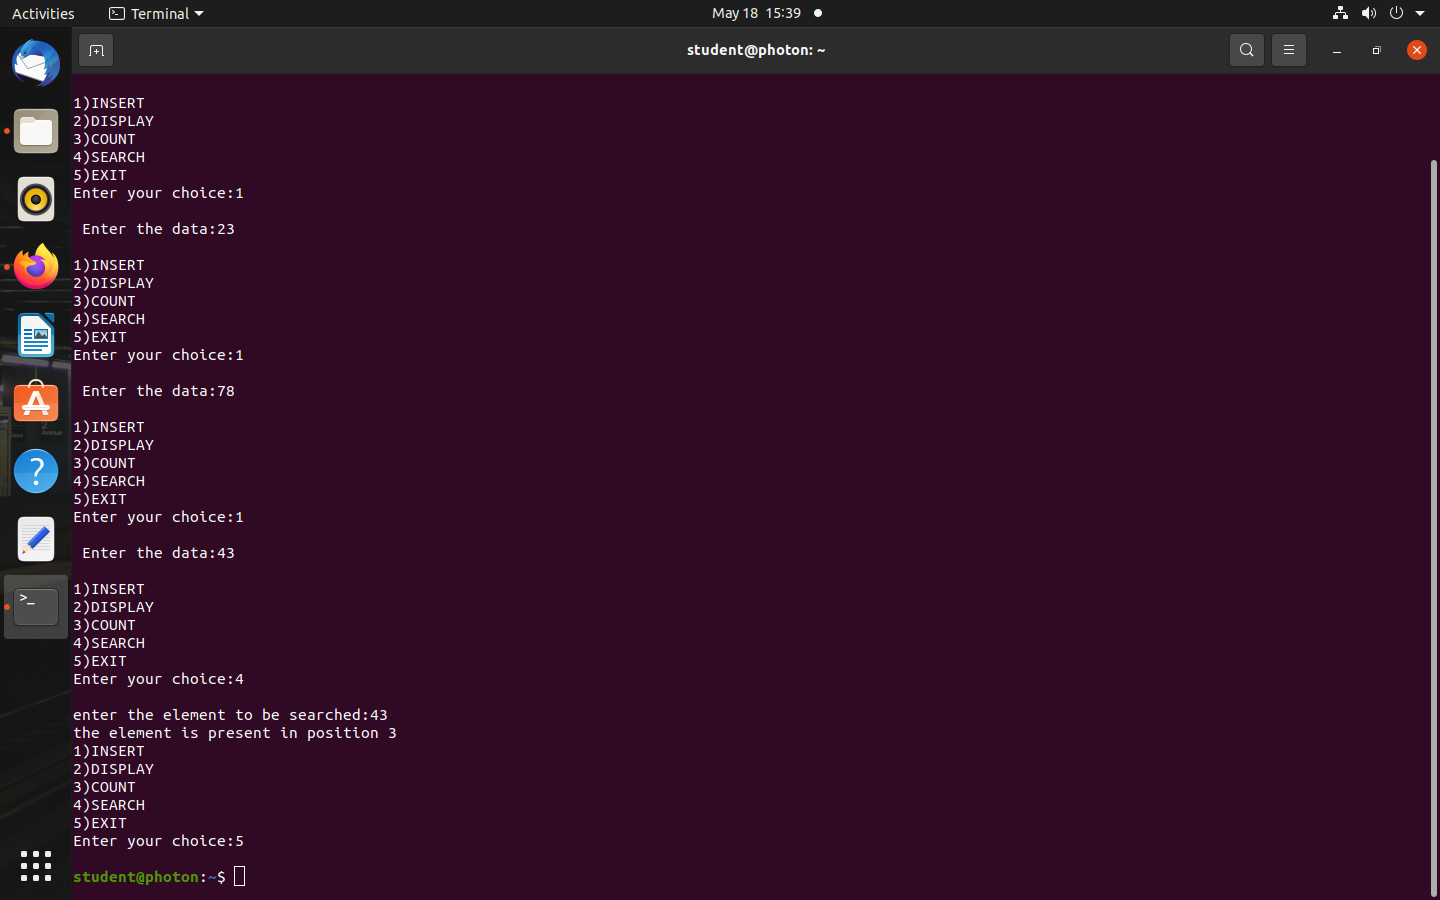 Activities Terminal May 18 15:39
student@photon: ~
1)INSERT
2)DISPLAY
3)COUNT
4)SEARCH
5)EXIT
Enter your choice:1
Enter the data:23
1)INSERT
2)DISPLAY
3)COUNT
4)SEARCH
5)EXIT
Enter your choice:1
Enter the data:78
1)INSERT
2)DISPLAY
3)COUNT
4)SEARCH
5)EXIT
Enter your choice:1
Enter the data:43
1)INSERT
2)DISPLAY
3)COUNT
4)SEARCH
5)EXIT
Enter your choice:4
enter the element to be searched:43
the element is present in position 3
1)INSERT
2)DISPLAY
3)COUNT
4)SEARCH
5)EXIT
Enter your choice:5
student@photon:~$